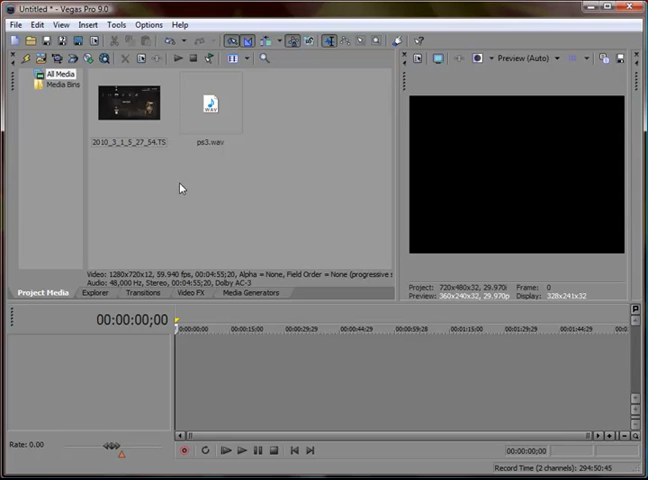 Untitled * - Vegas Pro 9.0
File Edit View Insert Tools Options Help
Preview (Auto)
All Media
Media Bins
WAV
2010_3_1_5_27_54.TS
ps3.wav
Video: 1280x720x12, 59.940 fps, 00:04:55;20, Alpha = None, Field Order = None (progressive s
Audio: 48,000 Hz, Stereo, 00:04:55;20, Dolby AC-3
Project Media Explorer Transitions Video FX Media Generators
Project: 720x480x32, 29.970i Frame: 0
Preview: 360x240x32, 29.970p Display: 328x241x32
00:00:00;00
00:00:00 00:00:15;00 00:00:29;29 00:00:44;29 00:00:59;28 00:01:15;00 00:01:29;29 00:01:44;29 00:0
Rate: 0.00
00:00:00;00
Record Time (2 channels): 294:50:45